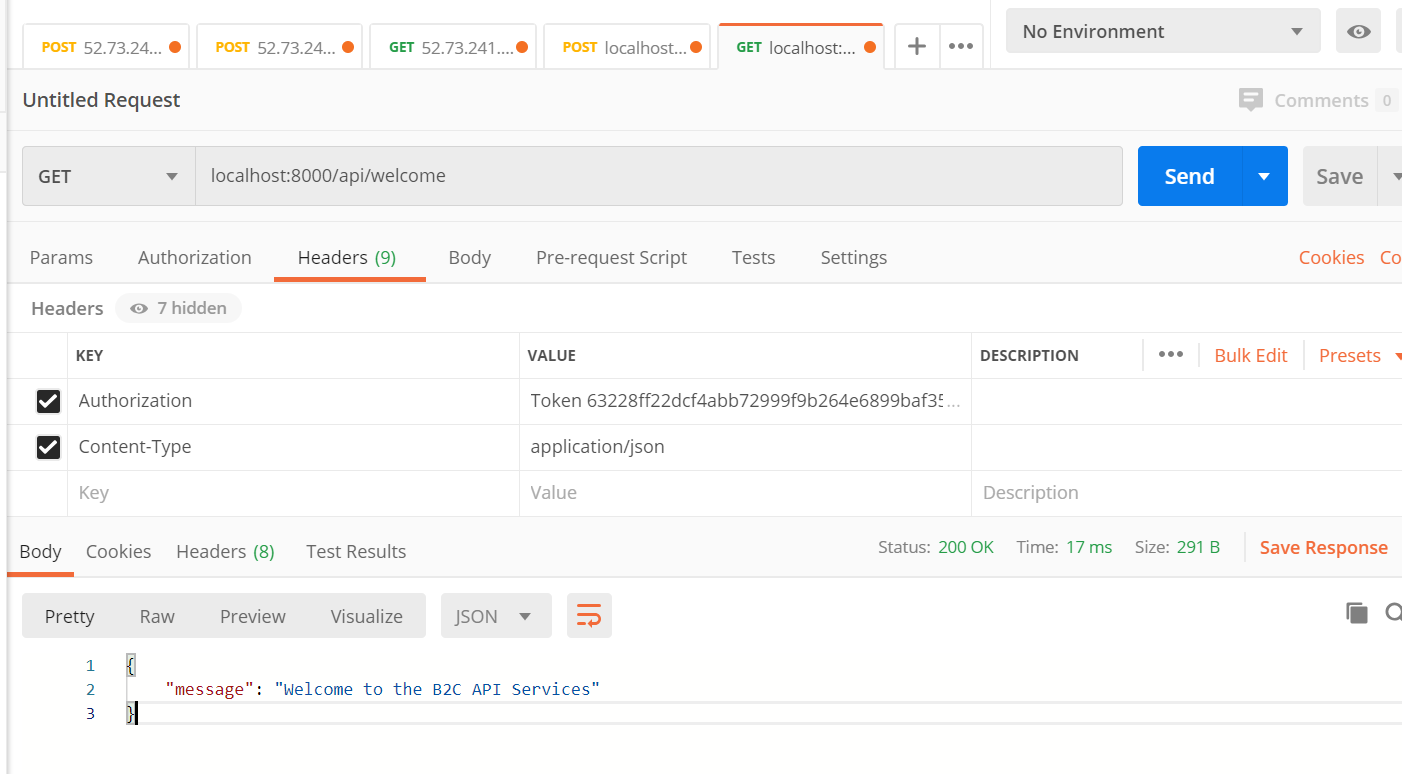 POST 52.73.24... POST 52.73.24... GET 52.73.241.... POST localhost... GET localhost:... + ••• No Environment
Untitled Request Comments 0
GET localhost:8000/api/welcome Send Save
Params Authorization Headers (9) Body Pre-request Script Tests Settings Cookies Co
Headers 7 hidden
KEY VALUE DESCRIPTION ••• Bulk Edit Presets
Authorization Token 63228ff22dcf4abb72999f9b264e6899baf35...
Content-Type application/json
Key Value Description
Body Cookies Headers (8) Test Results Status: 200 OK Time: 17 ms Size: 291 B Save Response
Pretty Raw Preview Visualize JSON
1 {
2 "message": "Welcome to the B2C API Services"
3 }